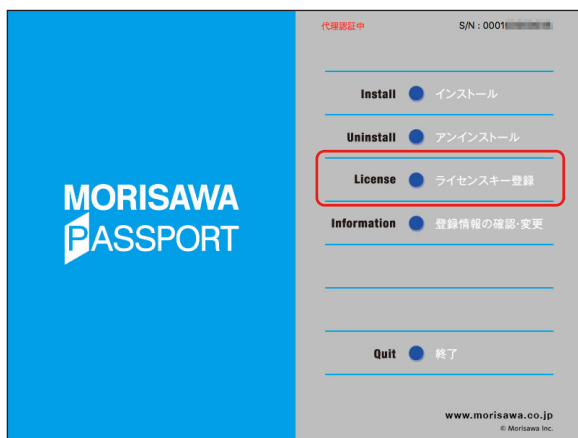 代理認証中 S/N : 0001
Install インストール
Uninstall アンインストール
License ライセンスキー登録
Information 登録情報の確認・変更
MORISAWA
PASSPORT
Quit 終了
www.morisawa.co.jp
© Morisawa Inc.